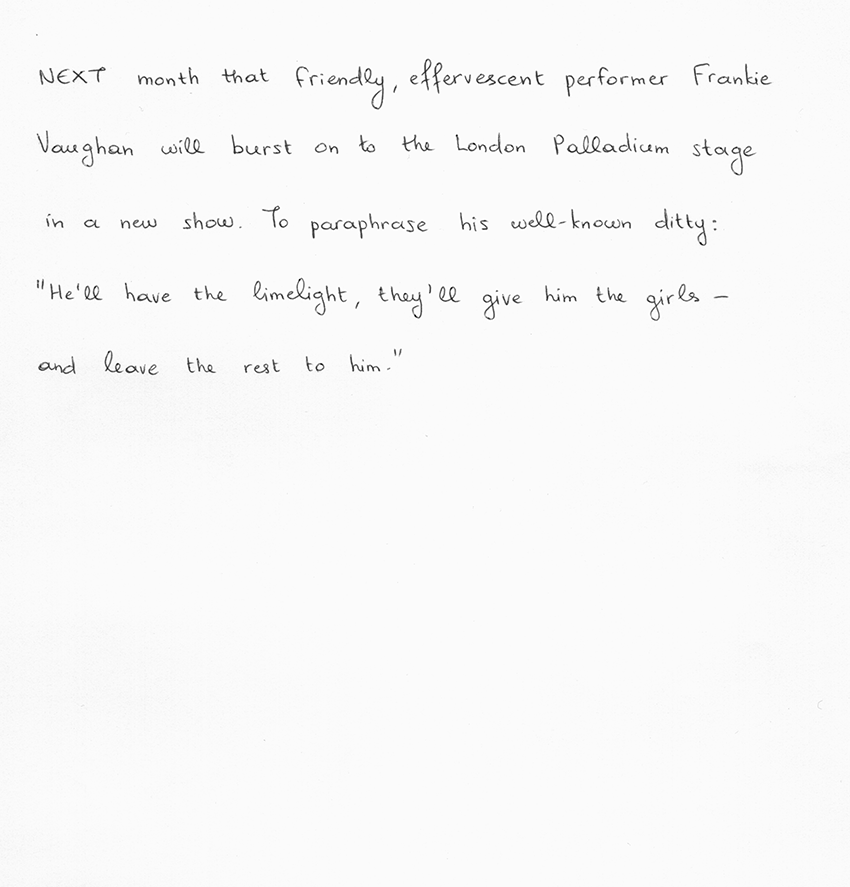 NEXT month that friendly, effervescent performer Frankie
Vaughan will burst on to the London Palladium stage
in a new show. To paraphrase his well-known ditty:
"He'll have the limelight, they'll give him the girls –
and leave the rest to him."